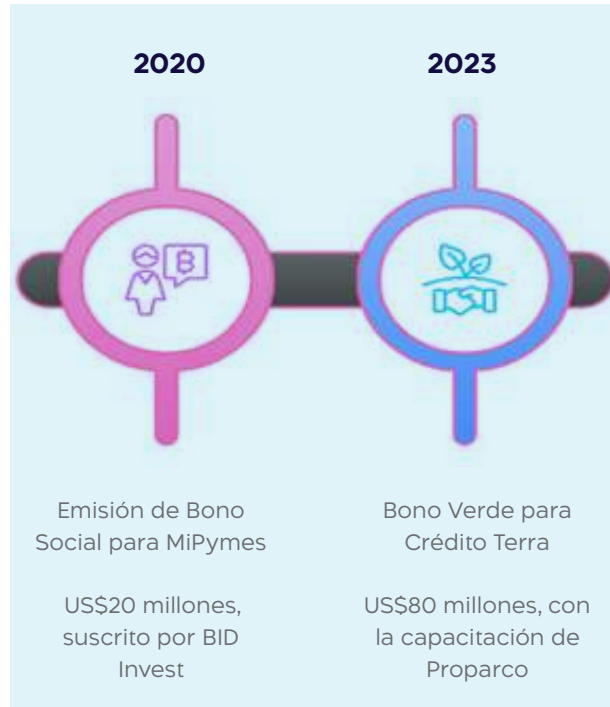 2020
2023
Emisión de Bono
Social para MiPymes
US$20 millones,
suscrito por BID
Invest
Bono Verde para
Crédito Terra
US$80 millones, con
la capacitación de
Proparco